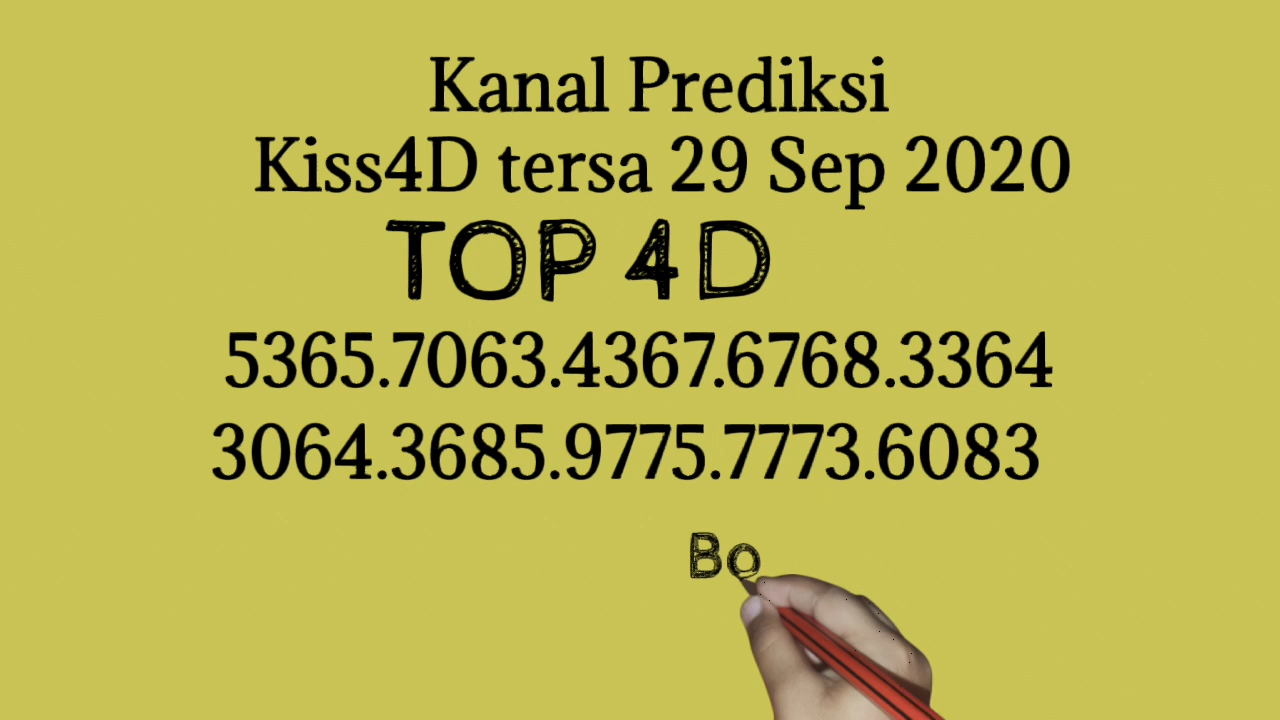 Kanal Prediksi
Kiss4D tersa 29 Sep 2020
TOP 4D
5365.7063.4367.6768.3364
3064.3685.9775.7773.6083
Bo